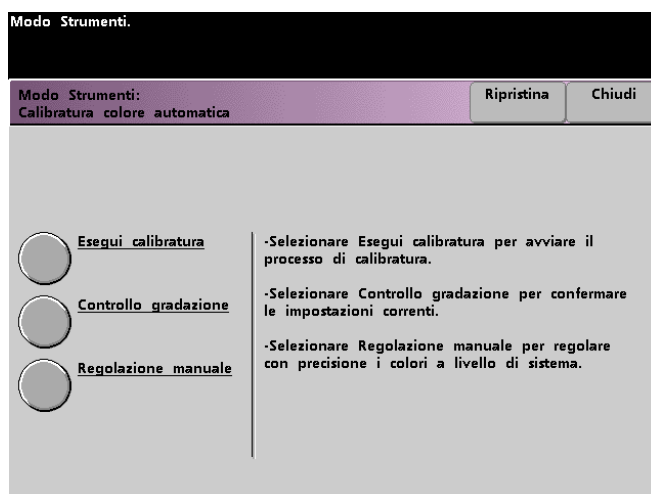 Modo Strumenti.
Modo Strumenti:
Calibratura colore automatica
Ripristina
Chiudi
Esegui calibratura
Controllo gradazione
Regolazione manuale
-Selezionare Esegui calibratura per avviare il
processo di calibratura.
-Selezionare Controllo gradazione per confermare
le impostazioni correnti.
-Selezionare Regolazione manuale per regolare
con precisione i colori a livello di sistema.